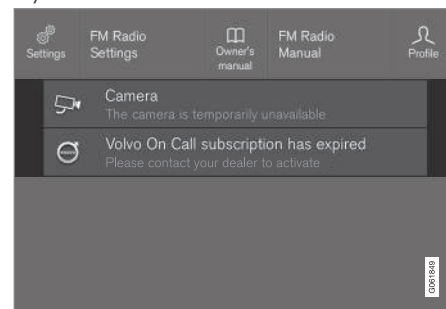 FM Radio
Settings
Settings
Owner's
manual
FM Radio
Manual
Profile
Camera
The camera is temporarily unavailable
Volvo On Call subscription has expired
Please contact your dealer to activate
G061849